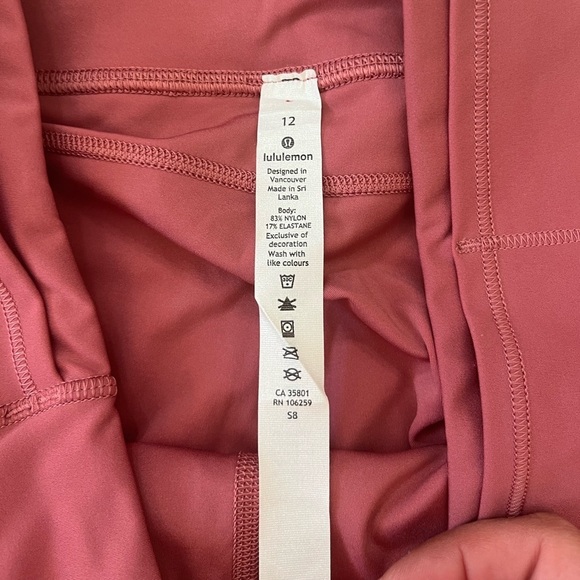 12
lululemon
Designed in
Vancouver
Made in Sri
Lanka
Body:
83% NYLON
17% ELASTANE
Exclusive of
decoration
Wash with
like colours
CA 35801
RN 106259
S8